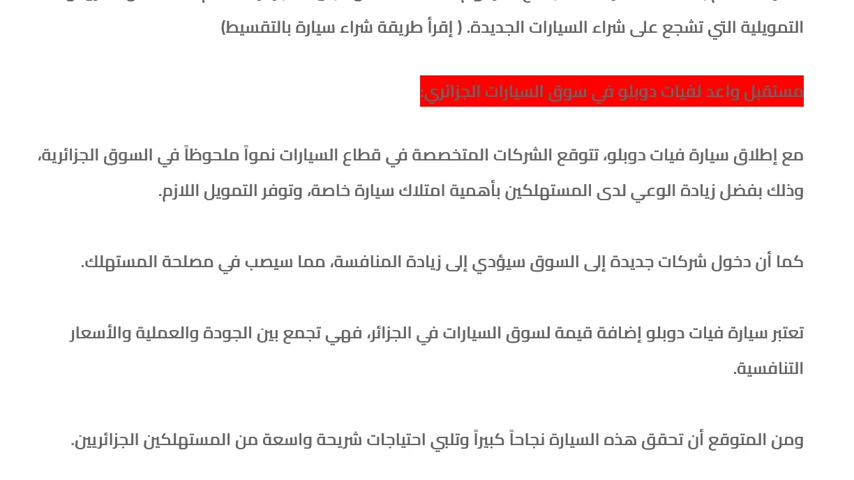 التمويلية التي تشجع على شراء السيارات الجديدة. ( إقرأ طريقة شراء سيارة بالتقسيط)
مستقبل واعد لفيات دوبلو في سوق السيارات الجزائري:
مع إطلاق سيارة فيات دوبلو، تتوقع الشركات المتخصصة في قطاع السيارات نمواً ملحوظاً في السوق الجزائرية،
وذلك بفضل زيادة الوعي لدى المستهلكين بأهمية امتلاك سيارة خاصة، وتوفر التمويل اللازم.
كما أن دخول شركات جديدة إلى السوق سيؤدي إلى زيادة المنافسة، مما سيصب في مصلحة المستهلك.
تعتبر سيارة فيات دوبلو إضافة قيمة لسوق السيارات في الجزائر، فهي تجمع بين الجودة والعملية والأسعار
التنافسية.
ومن المتوقع أن تحقق هذه السيارة نجاحاً كبيراً وتلبي احتياجات شريحة واسعة من المستهلكين الجزائريين.